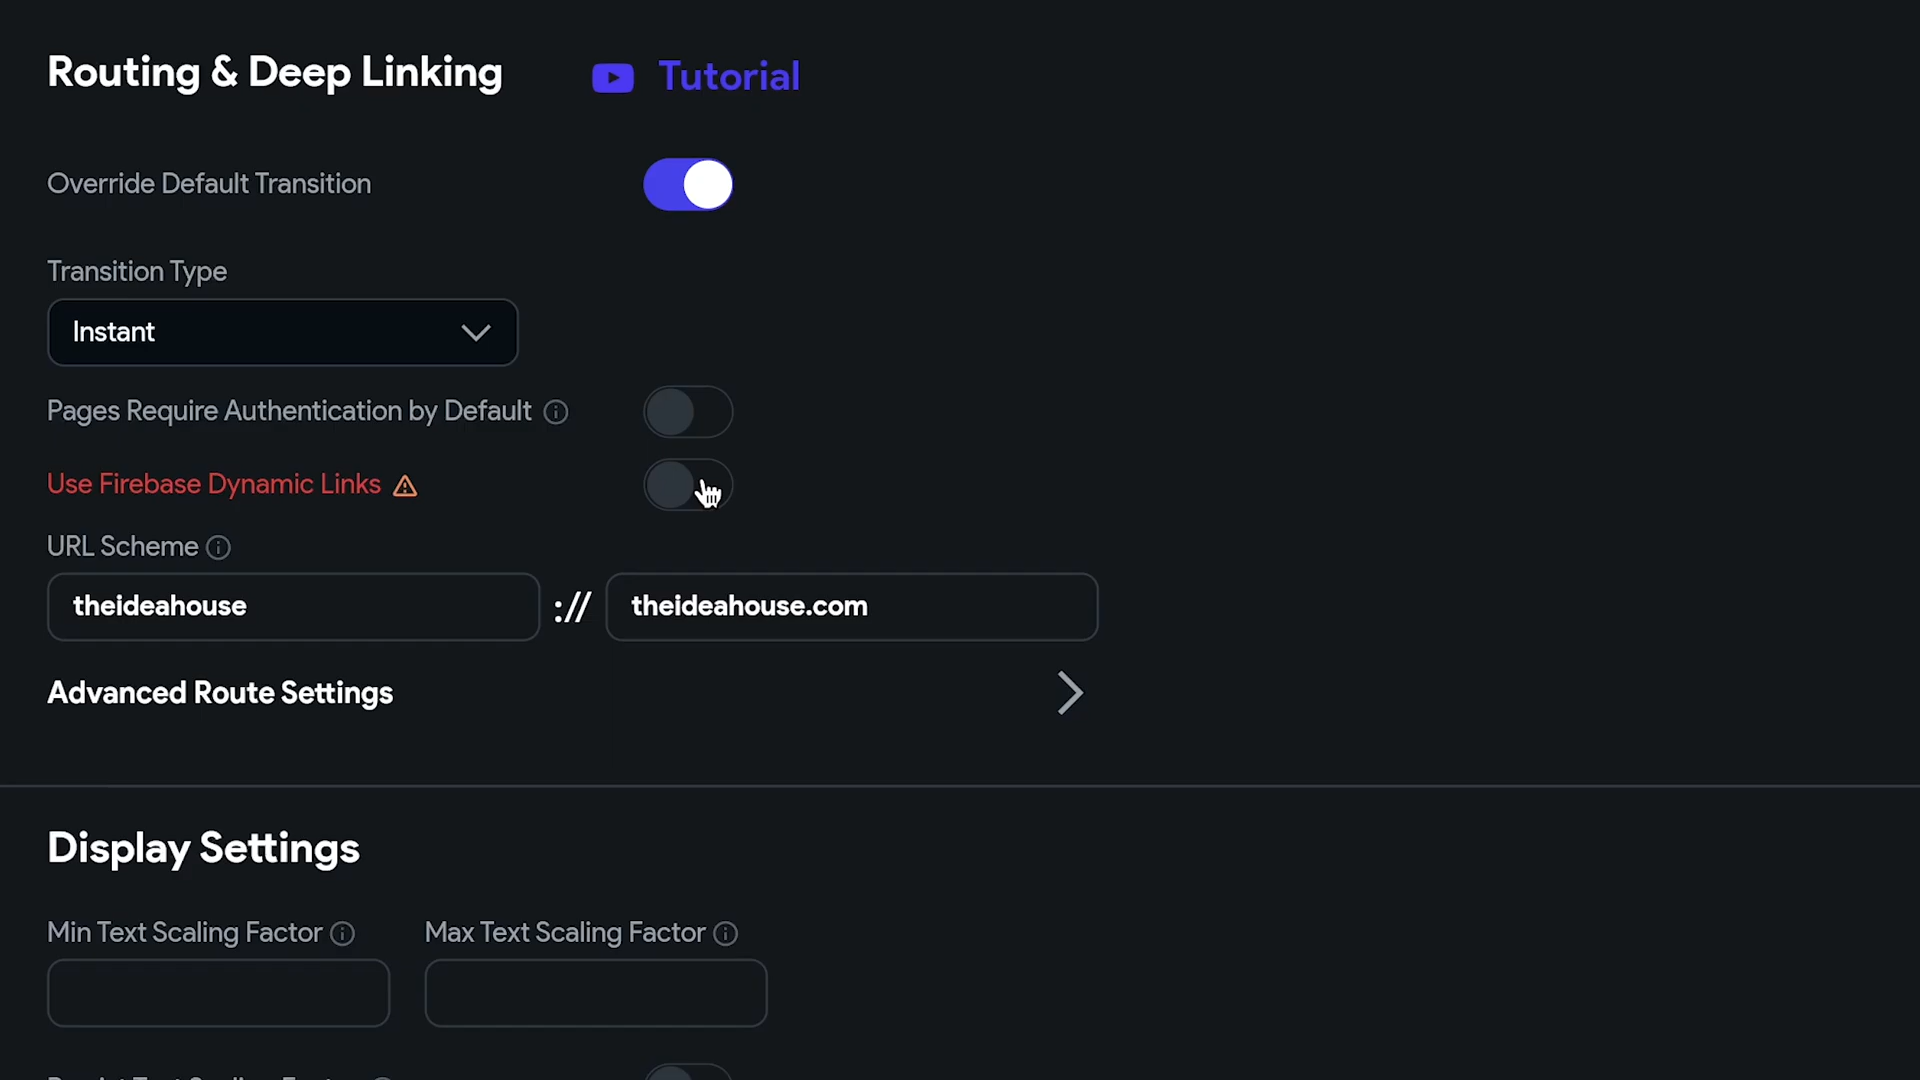 Routing & Deep Linking Tutorial
Override Default Transition
Transition Type
Instant
Pages Require Authentication by Default
Use Firebase Dynamic Links
URL Scheme
theideahouse :// theideahouse.com
Advanced Route Settings
Display Settings
Min Text Scaling Factor Max Text Scaling Factor